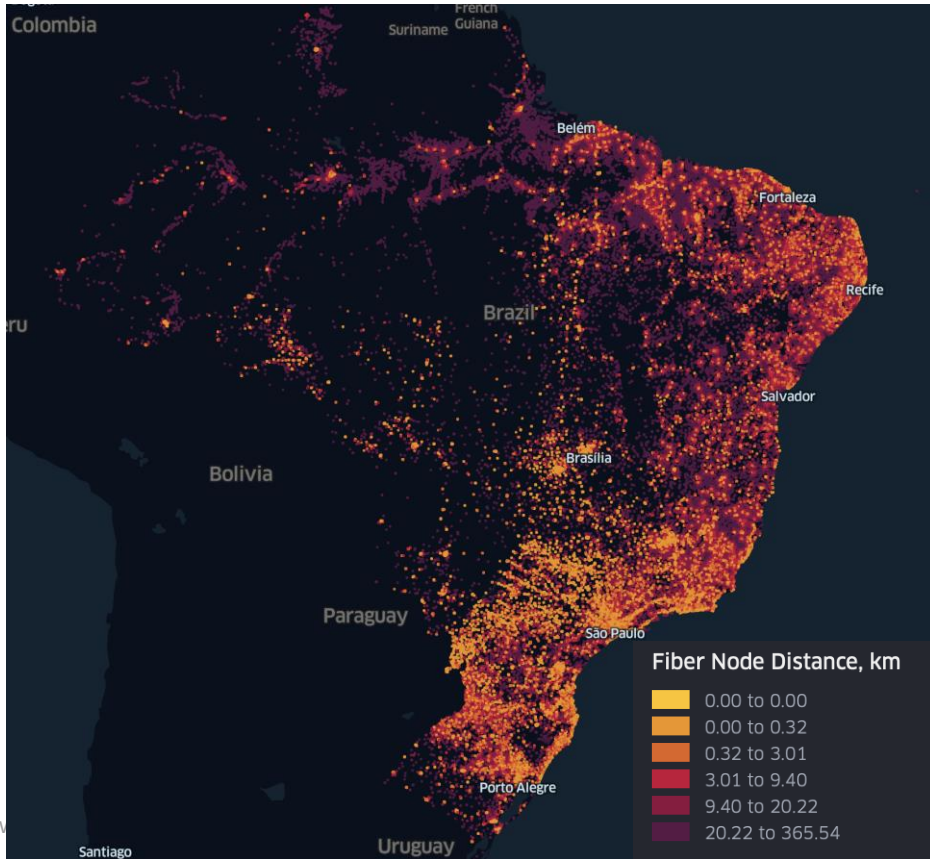 Colombia
French
Guiana
Suriname
Belém
Fortaleza
Recife
Brazil
Salvador
Brasília
Bolivia
Paraguay
São Paulo
Fiber Node Distance, km
0.00 to 0.00
0.00 to 0.32
0.32 to 3.01
3.01 to 9.40
9.40 to 20.22
20.22 to 365.54
Porto Alegre
Uruguay
Santiago